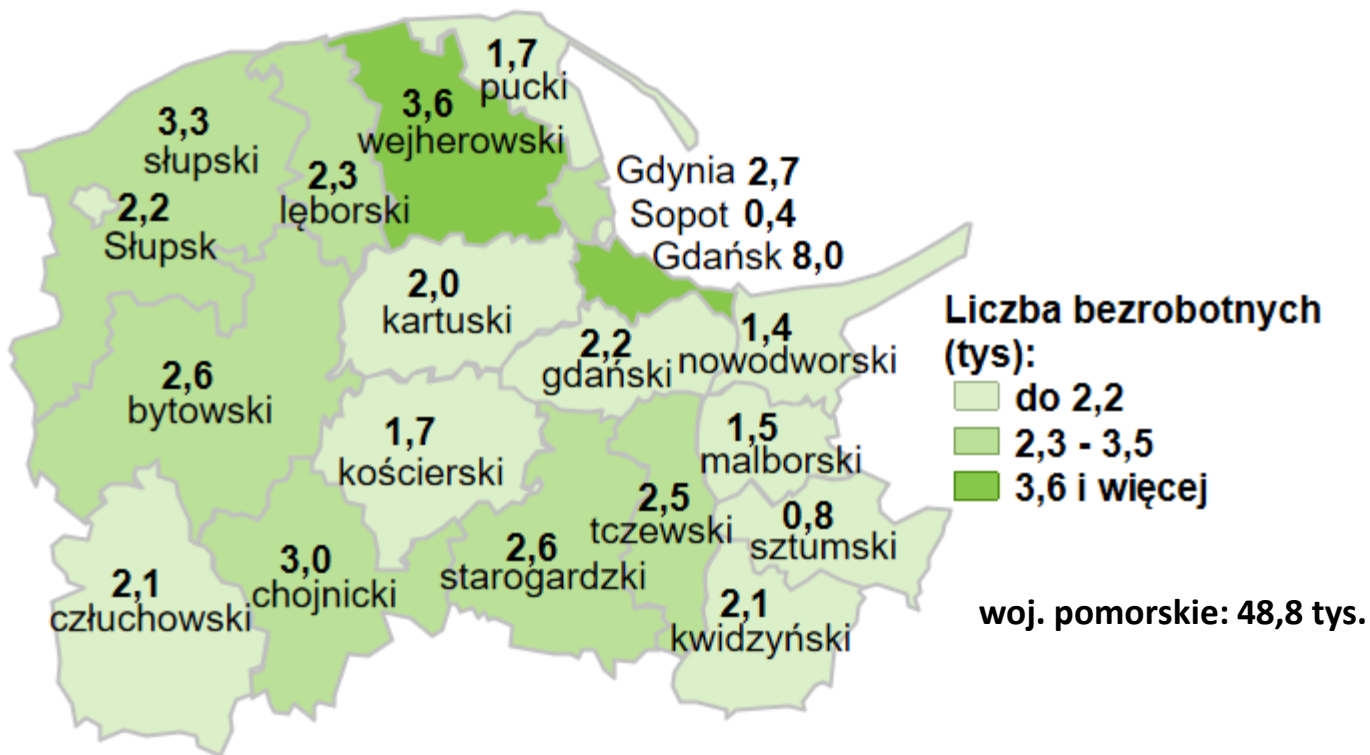 1,7
pucki
3,6
wejherowski
3,3
słupski
2,3
lęborski
2,2
Słupsk
Gdynia 2,7
Sopot 0,4
Gdańsk 8,0
2,0
kartuski
2,2
gdański
1,4
nowodworski
2,6
bytowski
1,7
kościerski
1,5
malborski
2,5
tczewski
0,8
sztumski
2,6
starogardzki
3,0
chojnicki
2,1
człuchowski
2,1
kwidzyński
Liczba bezrobotnych
(tys):
do 2,2
2,3 - 3,5
3,6 i więcej
woj. pomorskie: 48,8 tys.